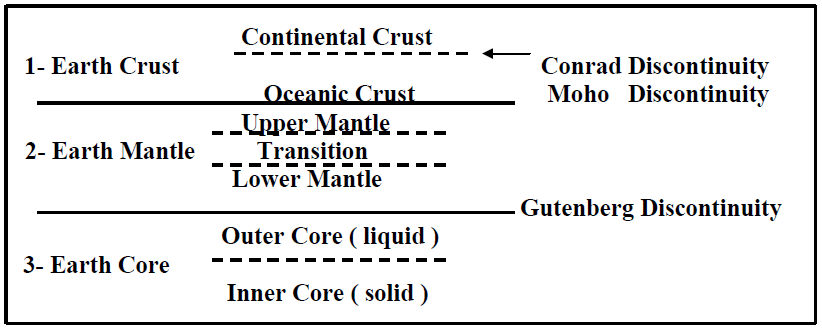 Continental Crust
1- Earth Crust
Conrad Discontinuity
Oceanic Crust
Moho Discontinuity
Upper Mantle
2- Earth Mantle
Transition
Lower Mantle
Gutenberg Discontinuity
Outer Core ( liquid )
3- Earth Core
Inner Core ( solid )